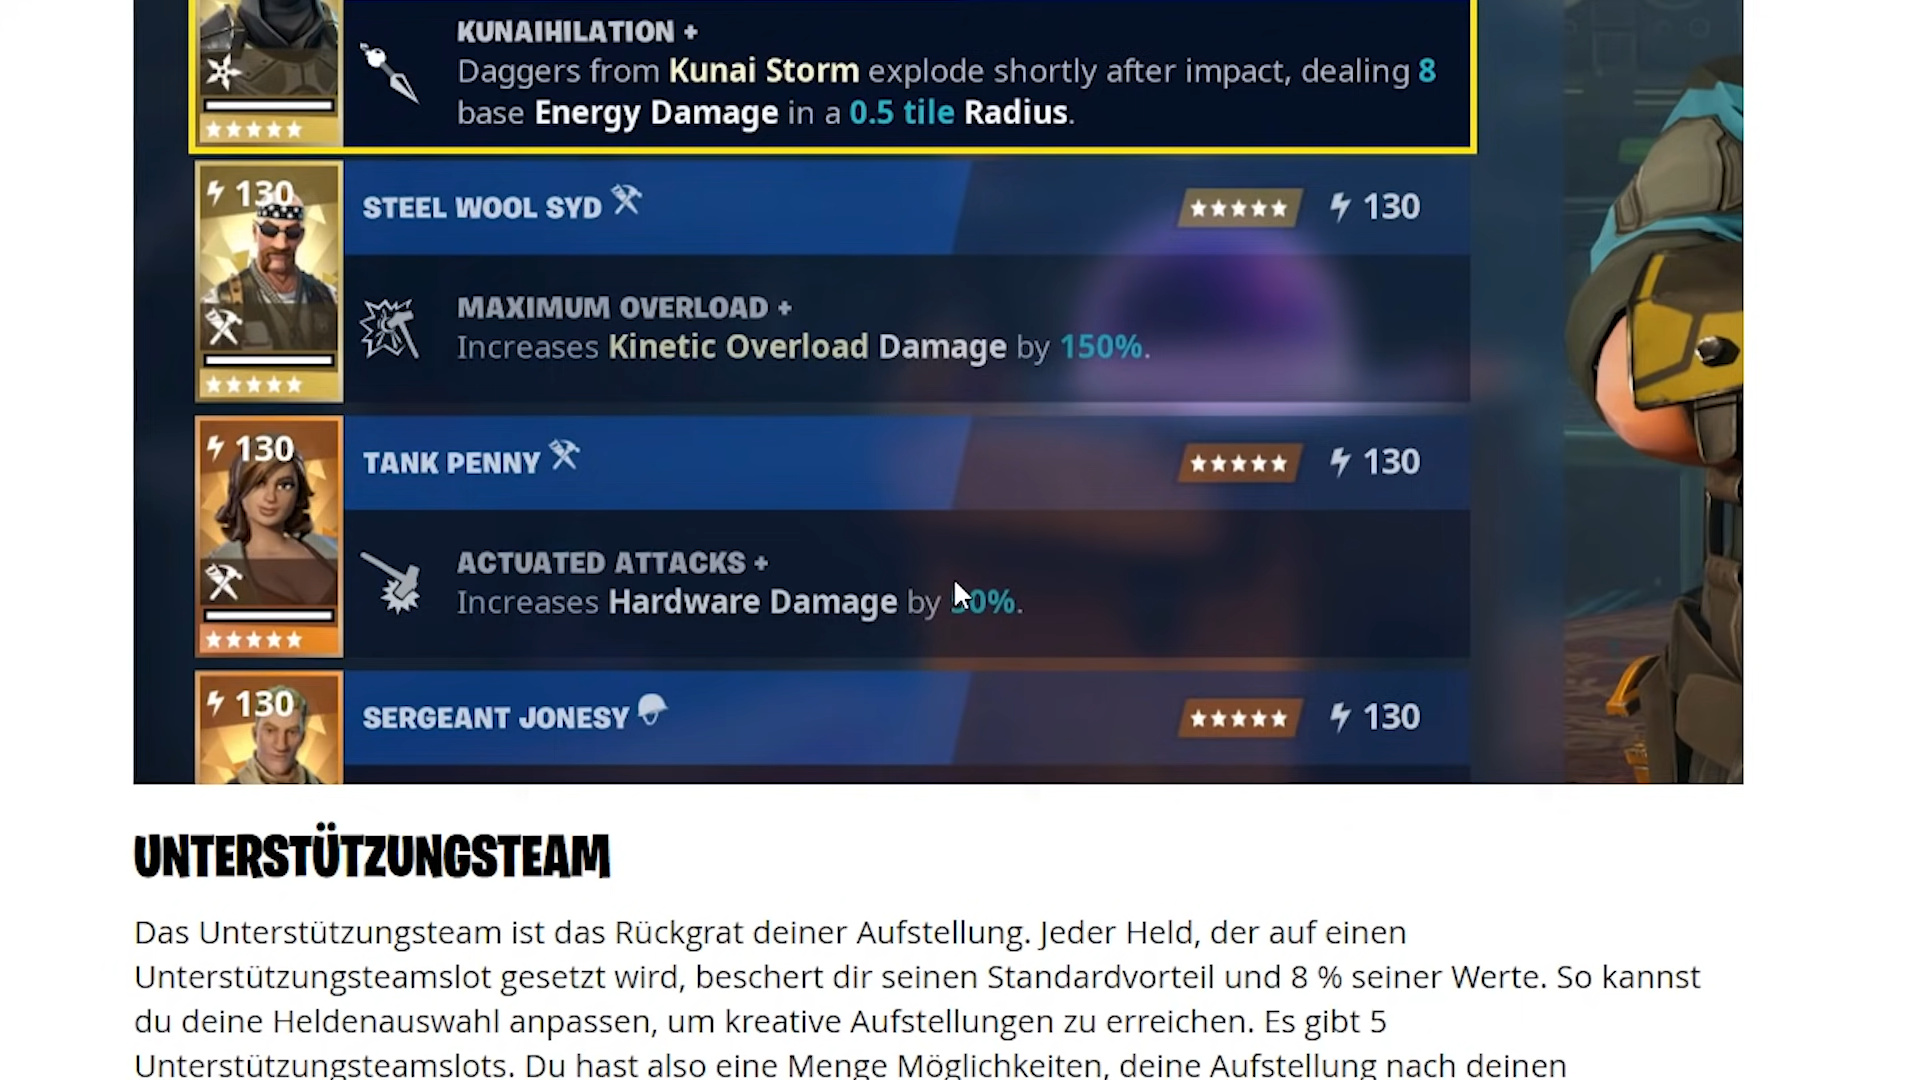 KUNAIHILATION +
Daggers from Kunai Storm explode shortly after impact, dealing 8
base Energy Damage in a 0.5 tile Radius.
130
STEEL WOOL SYD
130
MAXIMUM OVERLOAD +
Increases Kinetic Overload Damage by 150%.
130
TANK PENNY
130
ACTUATED ATTACKS +
Increases Hardware Damage by
130
SERGEANT JONESY
130
UNTERSTÜTZUNGSTEAM
Das Unterstützungsteam ist das Rückgrat deiner Aufstellung. Jeder Held, der auf einen
Unterstützungsteamslot gesetzt wird, beschert dir seinen Standardvorteil und 8 % seiner Werte. So kannst
du deine Heldenauswahl anpassen, um kreative Aufstellungen zu erreichen. Es gibt 5
Unterstützungsteamslots. Du hast also eine Menge Möglichkeiten, deine Aufstellung nach deinen